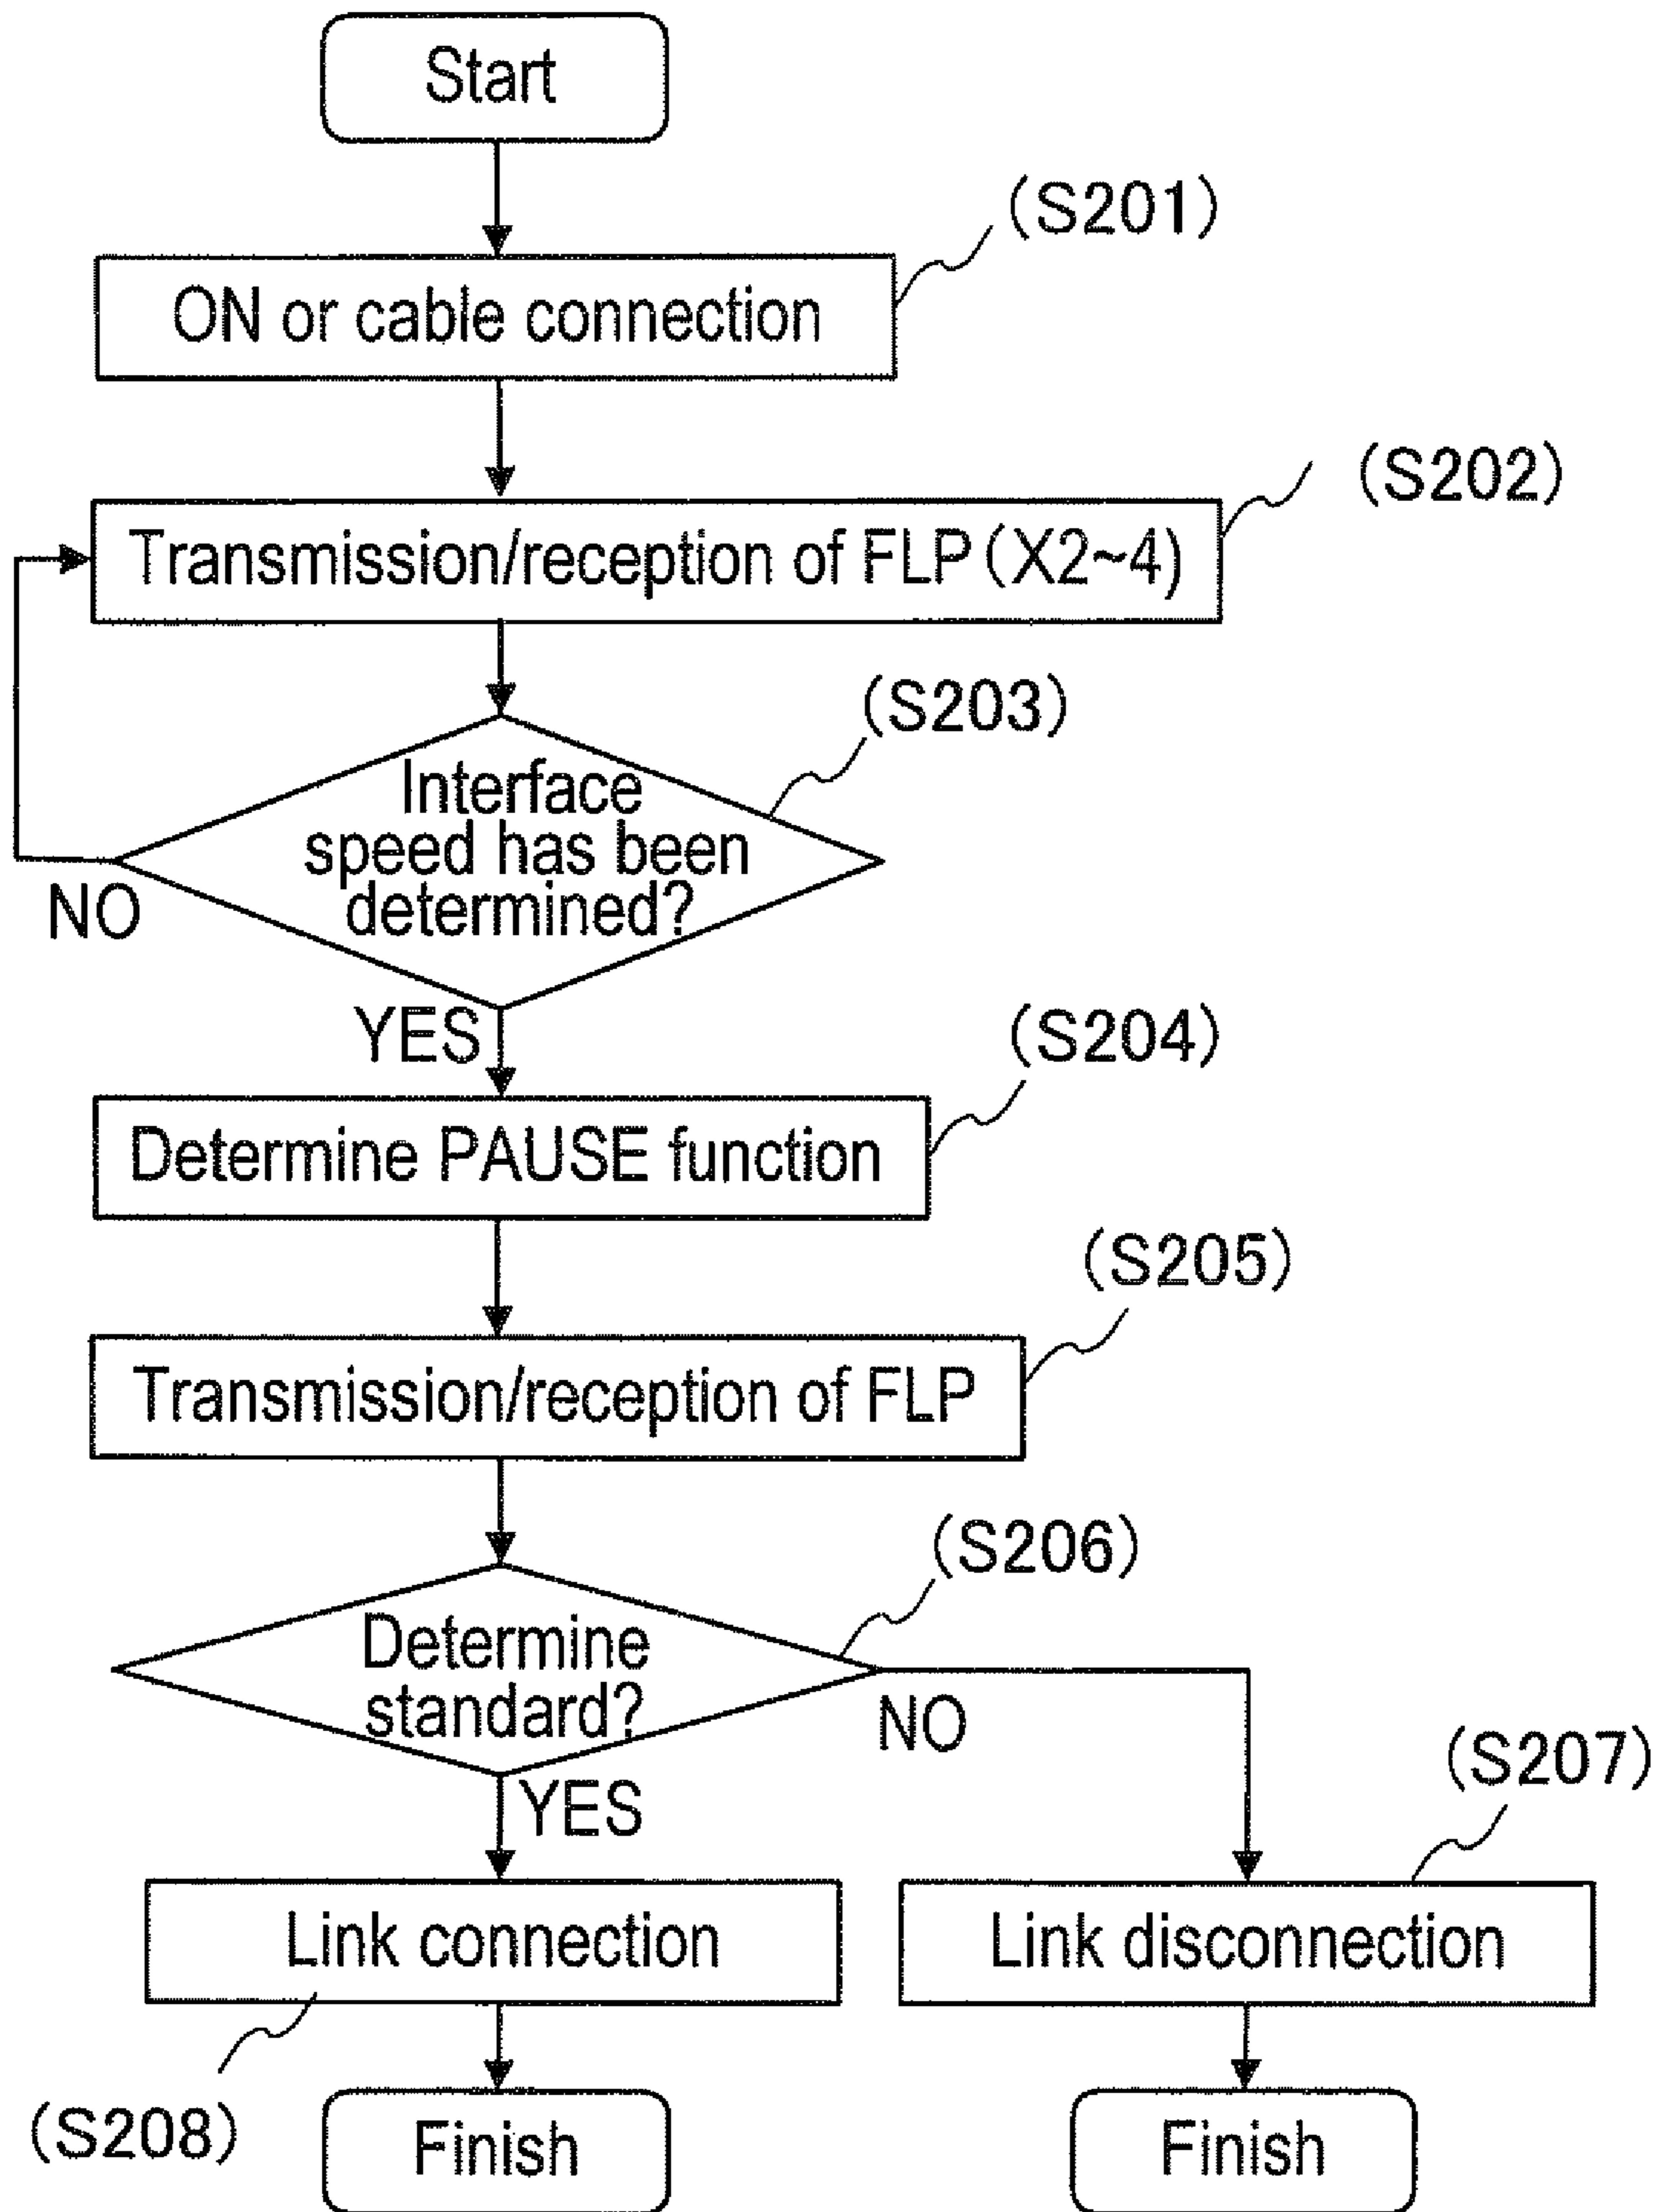 Start
(S201)
ON or cable connection
(S202)
Transmission/reception of FLP(X2~4)
(S203)
Interface
speed has been
determined?
NO
YES
(S204)
Determine PAUSE function
(S205)
Transmission/reception of FLP
(S206)
Determine
standard?
NO
YES
(S207)
Link connection
Link disconnection
(S208)
Finish
Finish